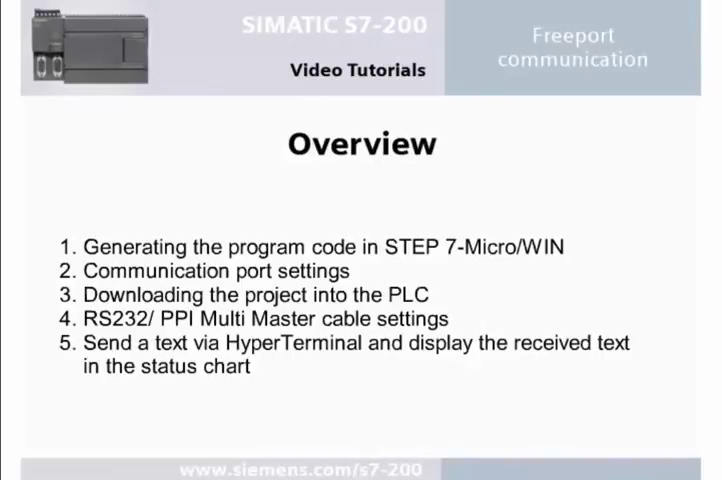 SIMATIC S7-200
Video Tutorials
Freeport
communication
Overview
1. Generating the program code in STEP 7-Micro/WIN
2. Communication port settings
3. Downloading the project into the PLC
4. RS232/ PPI Multi Master cable settings
5. Send a text via HyperTerminal and display the received text
in the status chart
www.siemens.com/s7-200